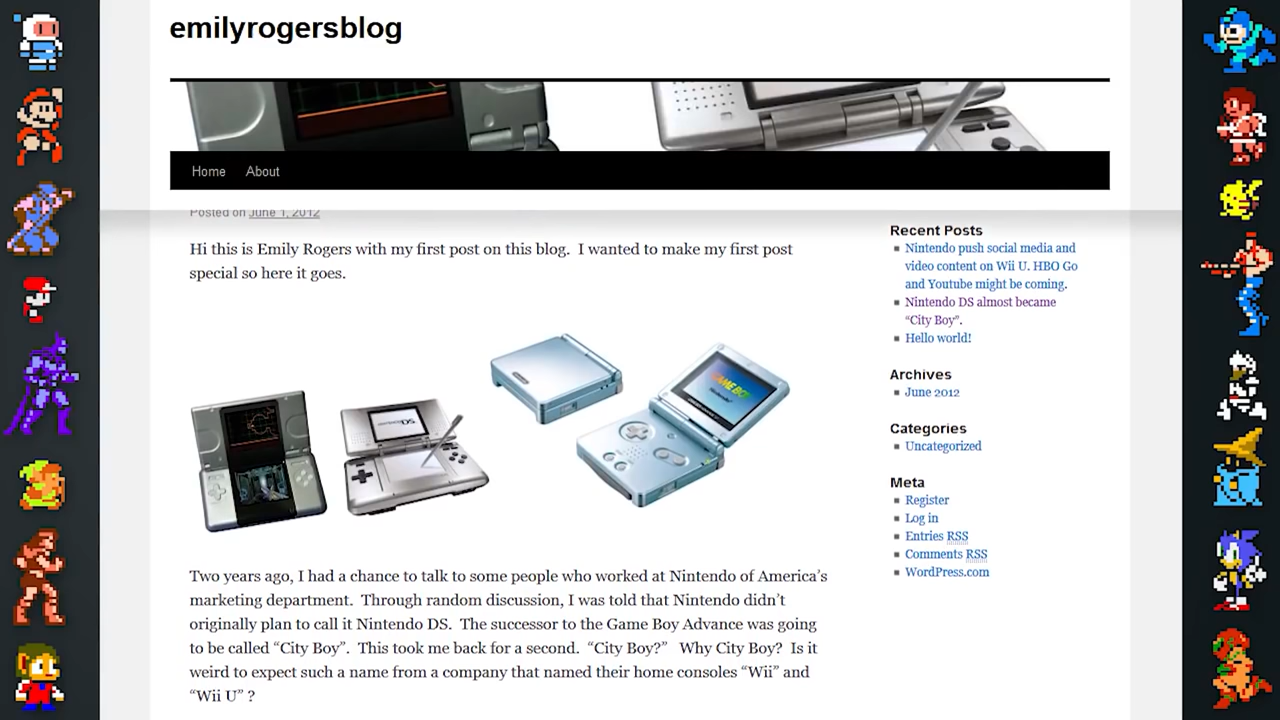 emilyrogersblog
Home About
Posted on June 1, 2012
Hi this is Emily Rogers with my first post on this blog.  I wanted to make my first post
special so here it goes.
NINTENDO DS
GAME BOY
Two years ago, I had a chance to talk to some people who worked at Nintendo of America’s
marketing department.  Through random discussion, I was told that Nintendo didn’t
originally plan to call it Nintendo DS.  The successor to the Game Boy Advance was going
to be called “City Boy”.  This took me back for a second.  “City Boy?”   Why City Boy?  Is it
weird to expect such a name from a company that named their home consoles “Wii” and
“Wii U” ?
Recent Posts
Nintendo push social media and
video content on Wii U. HBO Go
and Youtube might be coming.
Nintendo DS almost became
“City Boy”.
Hello world!
Archives
June 2012
Categories
Uncategorized
Meta
Register
Log in
Entries RSS
Comments RSS
WordPress.com